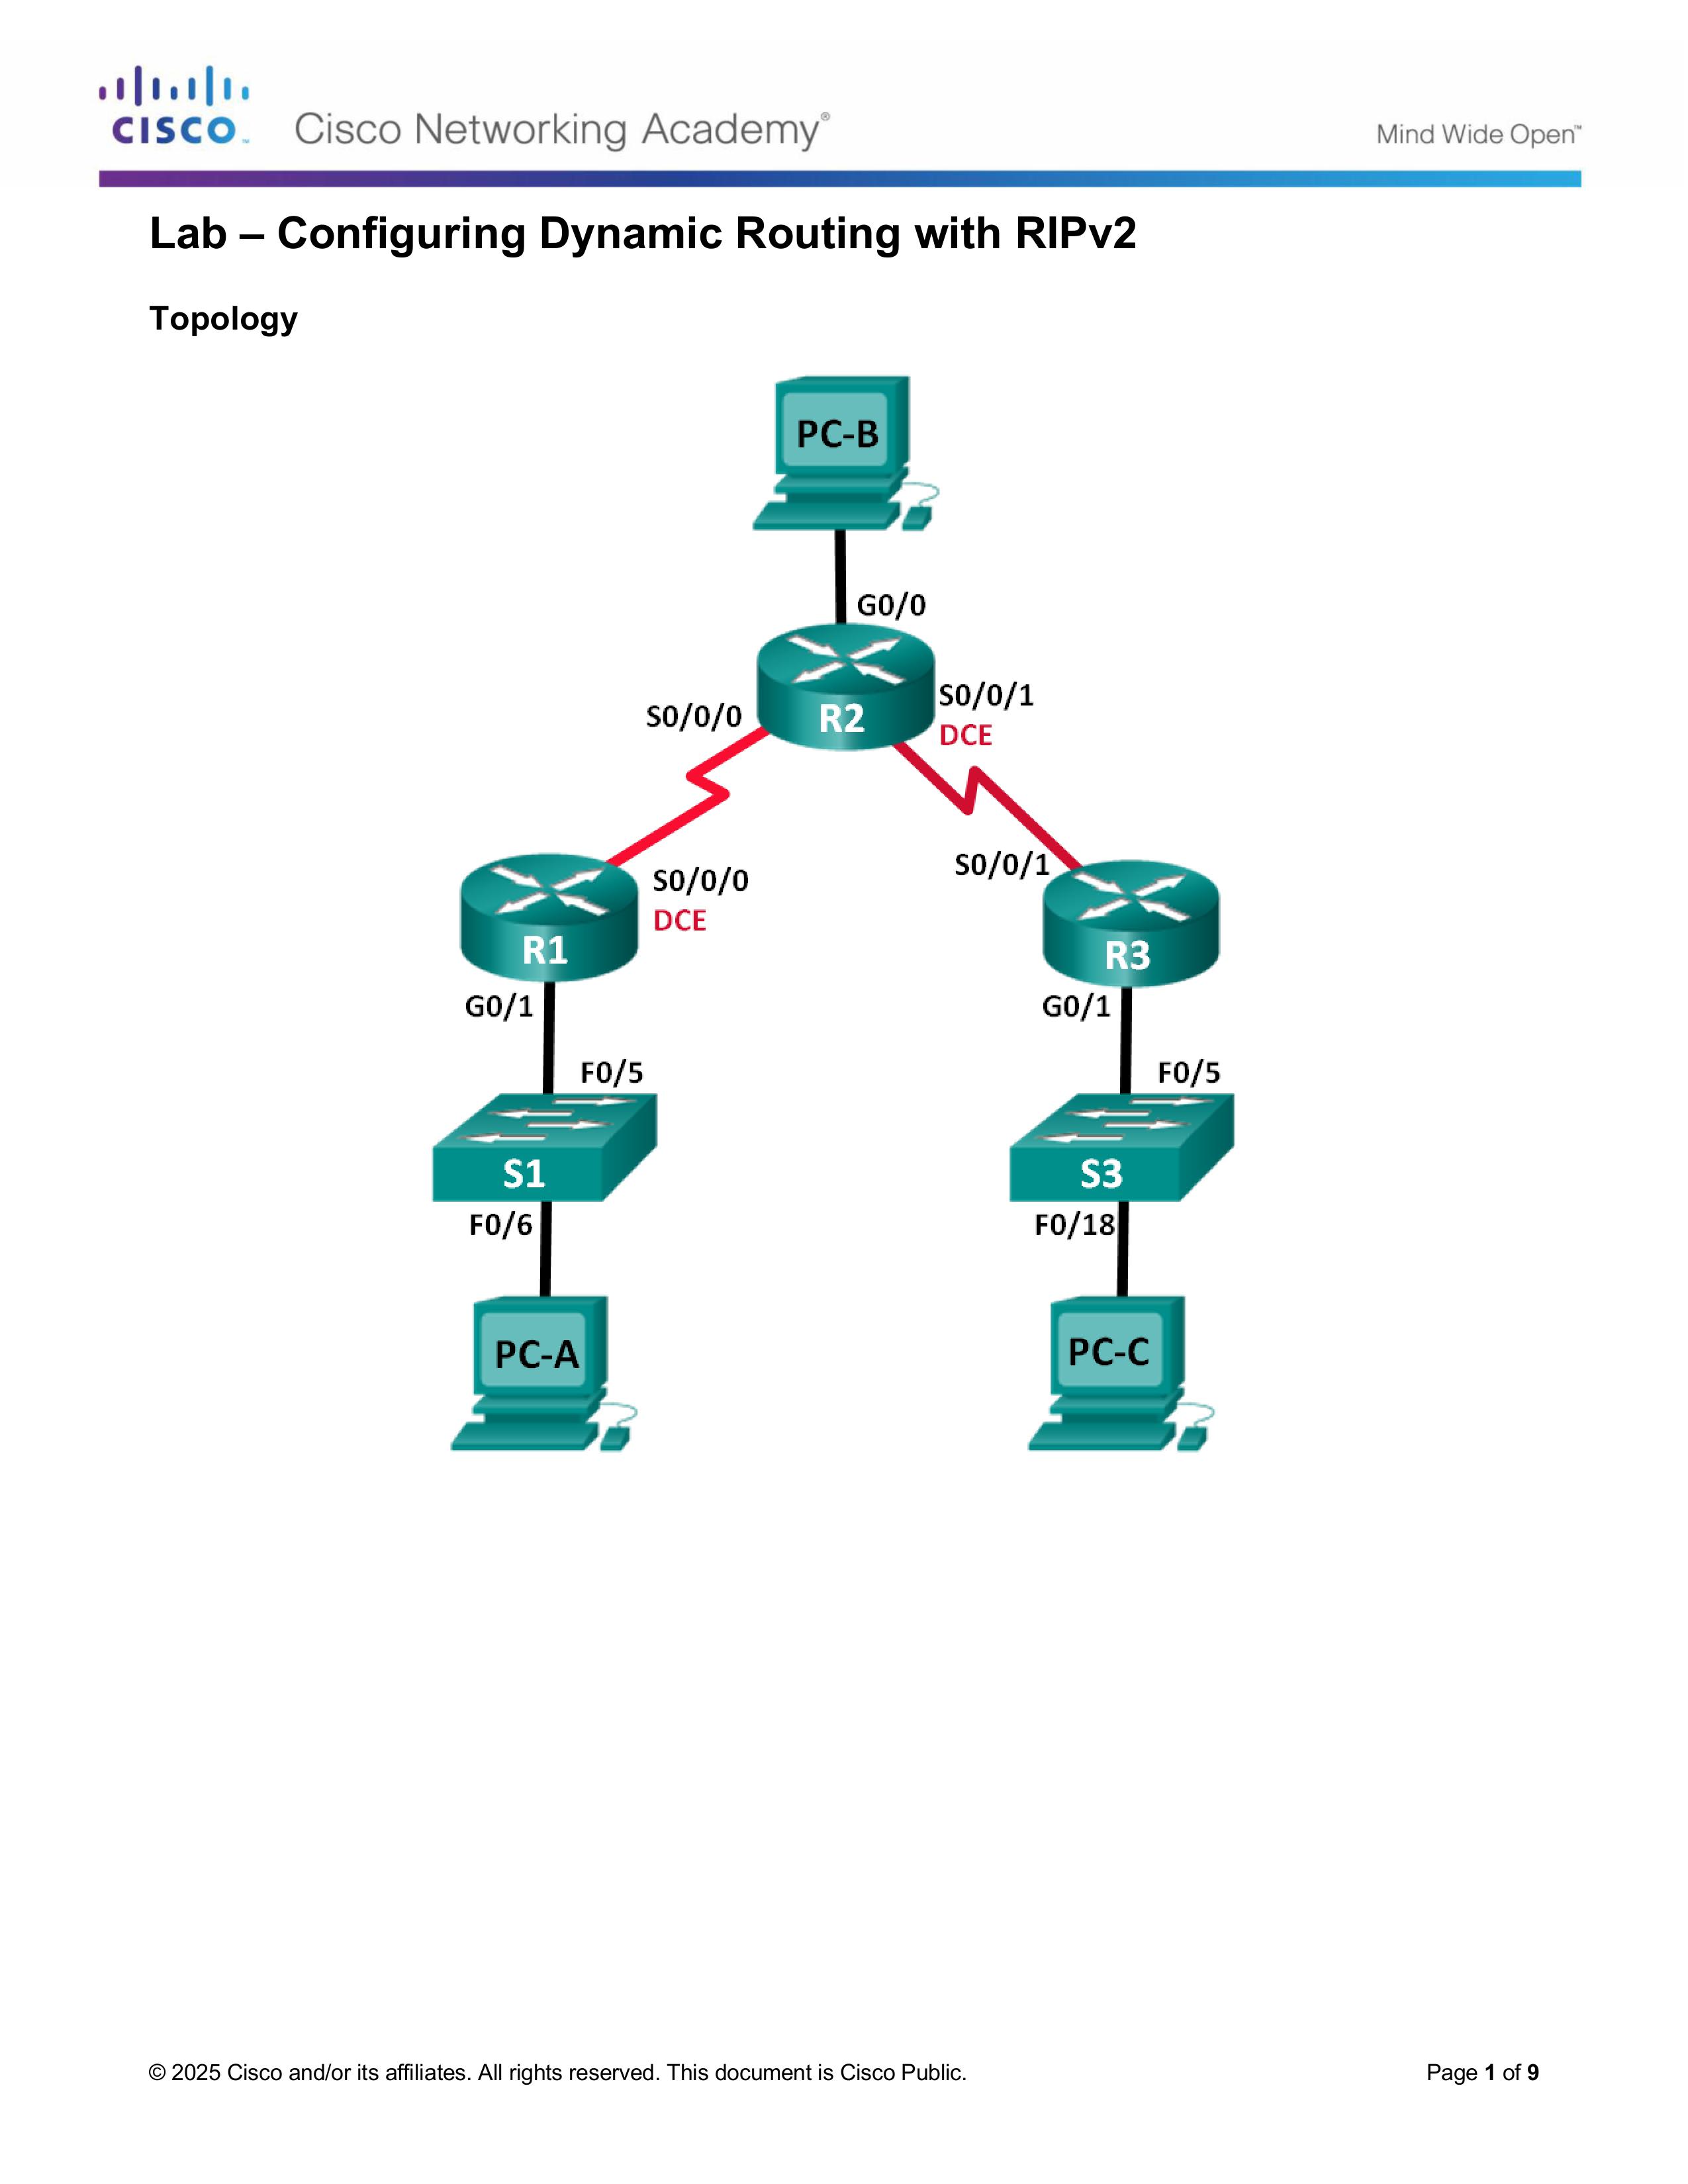 CISCO™ Cisco Networking Academy® Mind Wide Open™
Lab – Configuring Dynamic Routing with RIPv2
Topology
PC-B
G0/0
S0/0/1
S0/0/0
R2
DCE
S0/0/1
S0/0/0
DCE
R1
R3
G0/1
G0/1
F0/5
F0/5
S1
S3
F0/6
F0/18
PC-A
PC-C
© 2025 Cisco and/or its affiliates. All rights reserved. This document is Cisco Public. Page 1 of 9